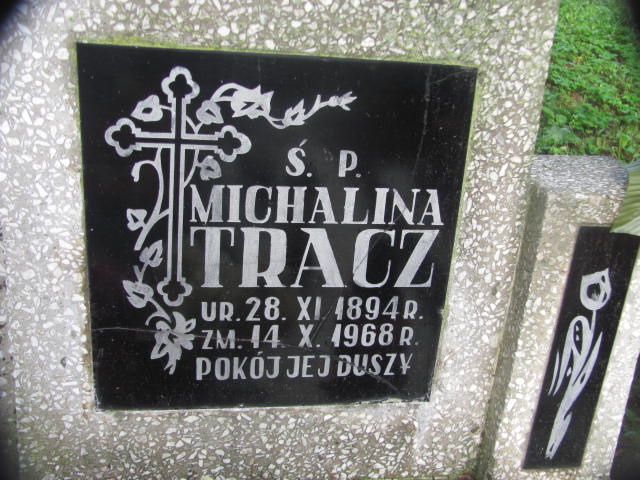 Ś. P.
MICHALINA
TRACZ
UR. 28. XI. 1894 R.
ZM. 14. X. 1968 R.
POKÓJ JEJ DUSZY